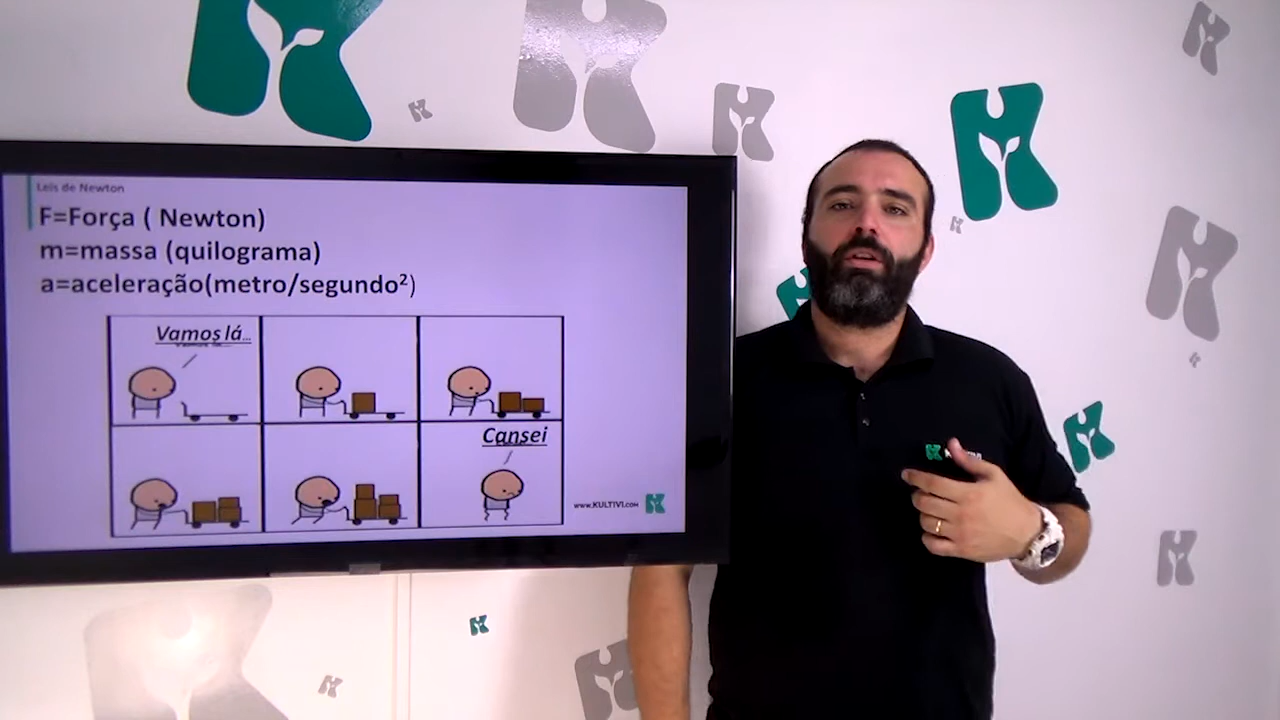 Leis de Newton
F=Força ( Newton)
m=massa (quilograma)
a=aceleração(metro/segundo²)
Vamos lá...
Cansei
www.KULTIVI.com